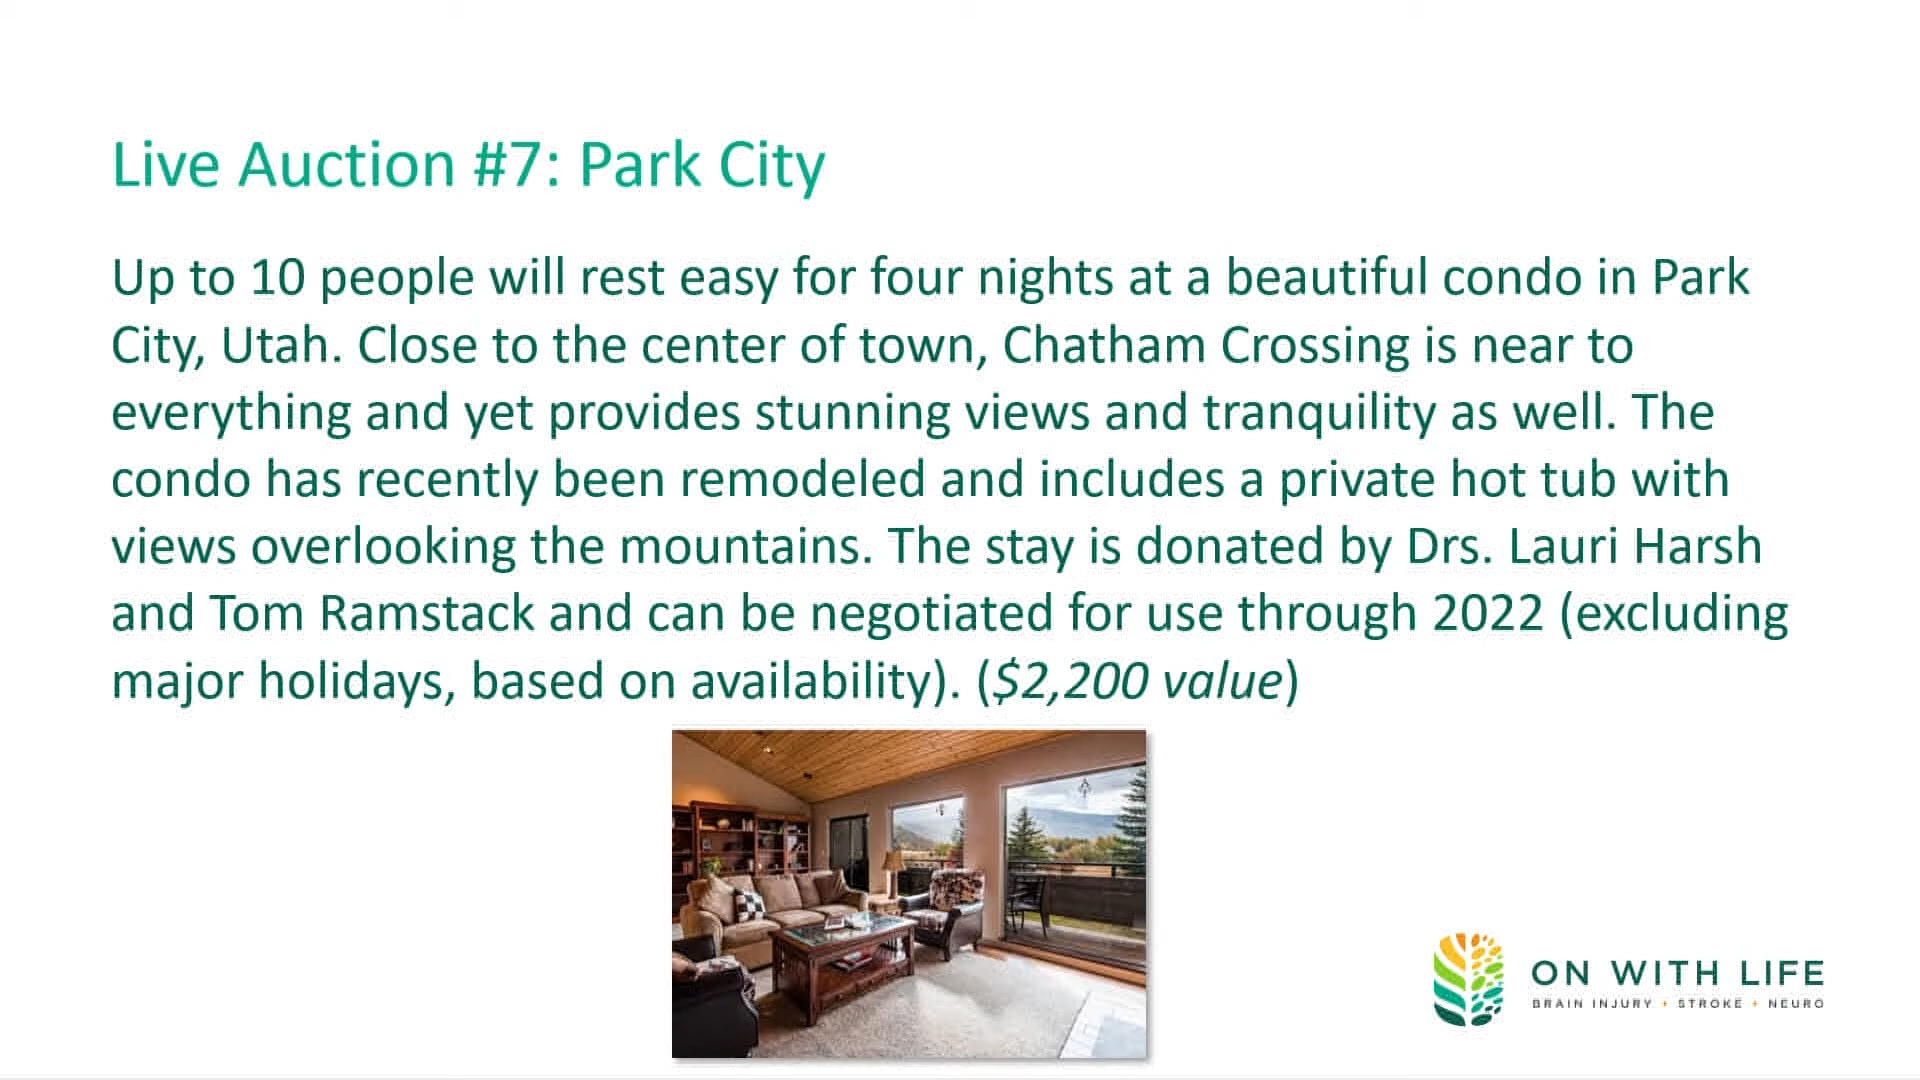 Live Auction #7: Park City
Up to 10 people will rest easy for four nights at a beautiful condo in Park
City, Utah. Close to the center of town, Chatham Crossing is near to
everything and yet provides stunning views and tranquility as well. The
condo has recently been remodeled and includes a private hot tub with
views overlooking the mountains. The stay is donated by Drs. Lauri Harsh
and Tom Ramstack and can be negotiated for use through 2022 (excluding
major holidays, based on availability). ($2,200 value)
ON WITH LIFE
BRAIN INJURY + STROKE + NEURO